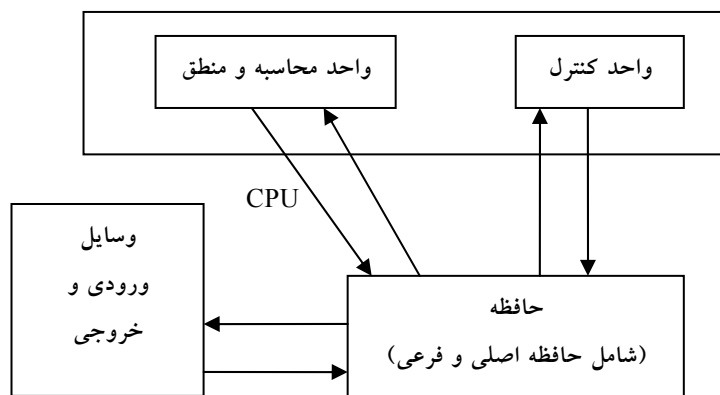 واحد محاسبه و منطق
واحد کنترل
CPU
وسایل
ورودی و
خروجی
حافظه
(شامل حافظه اصلی و فرعی)